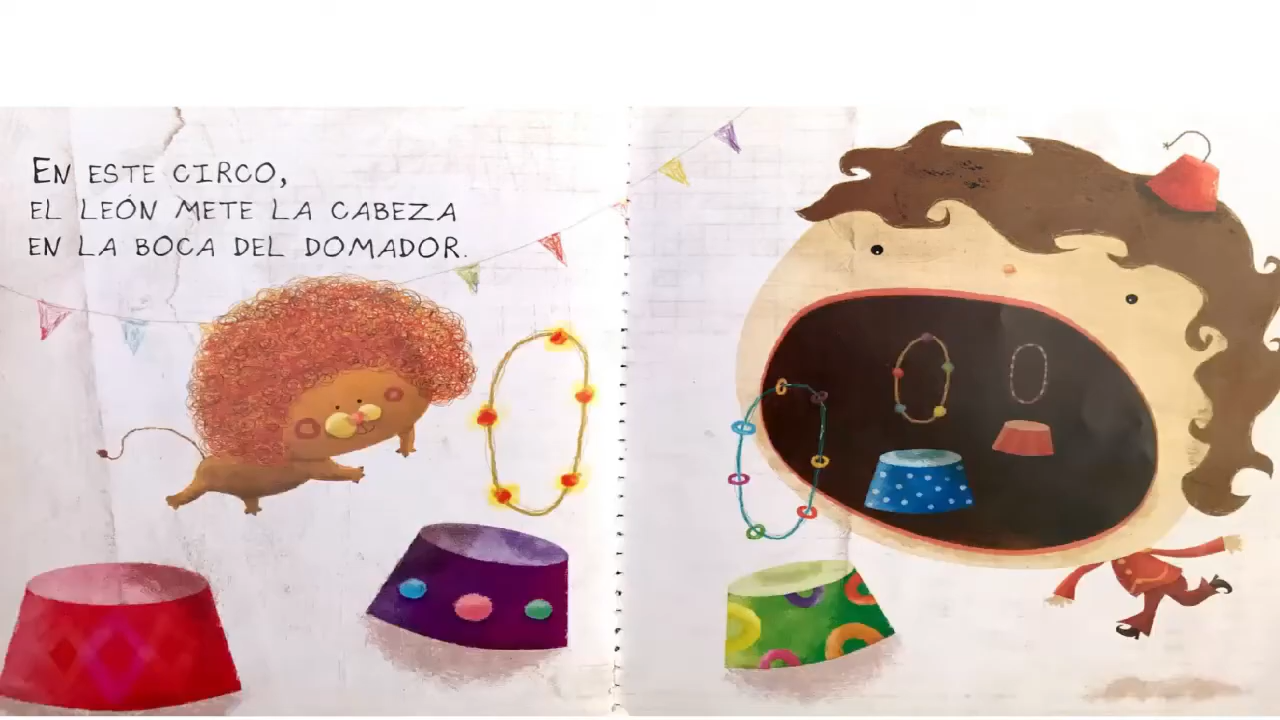 EN ESTE CIRCO,
EL LEÓN METE LA CABEZA
EN LA BOCA DEL DOMADOR.